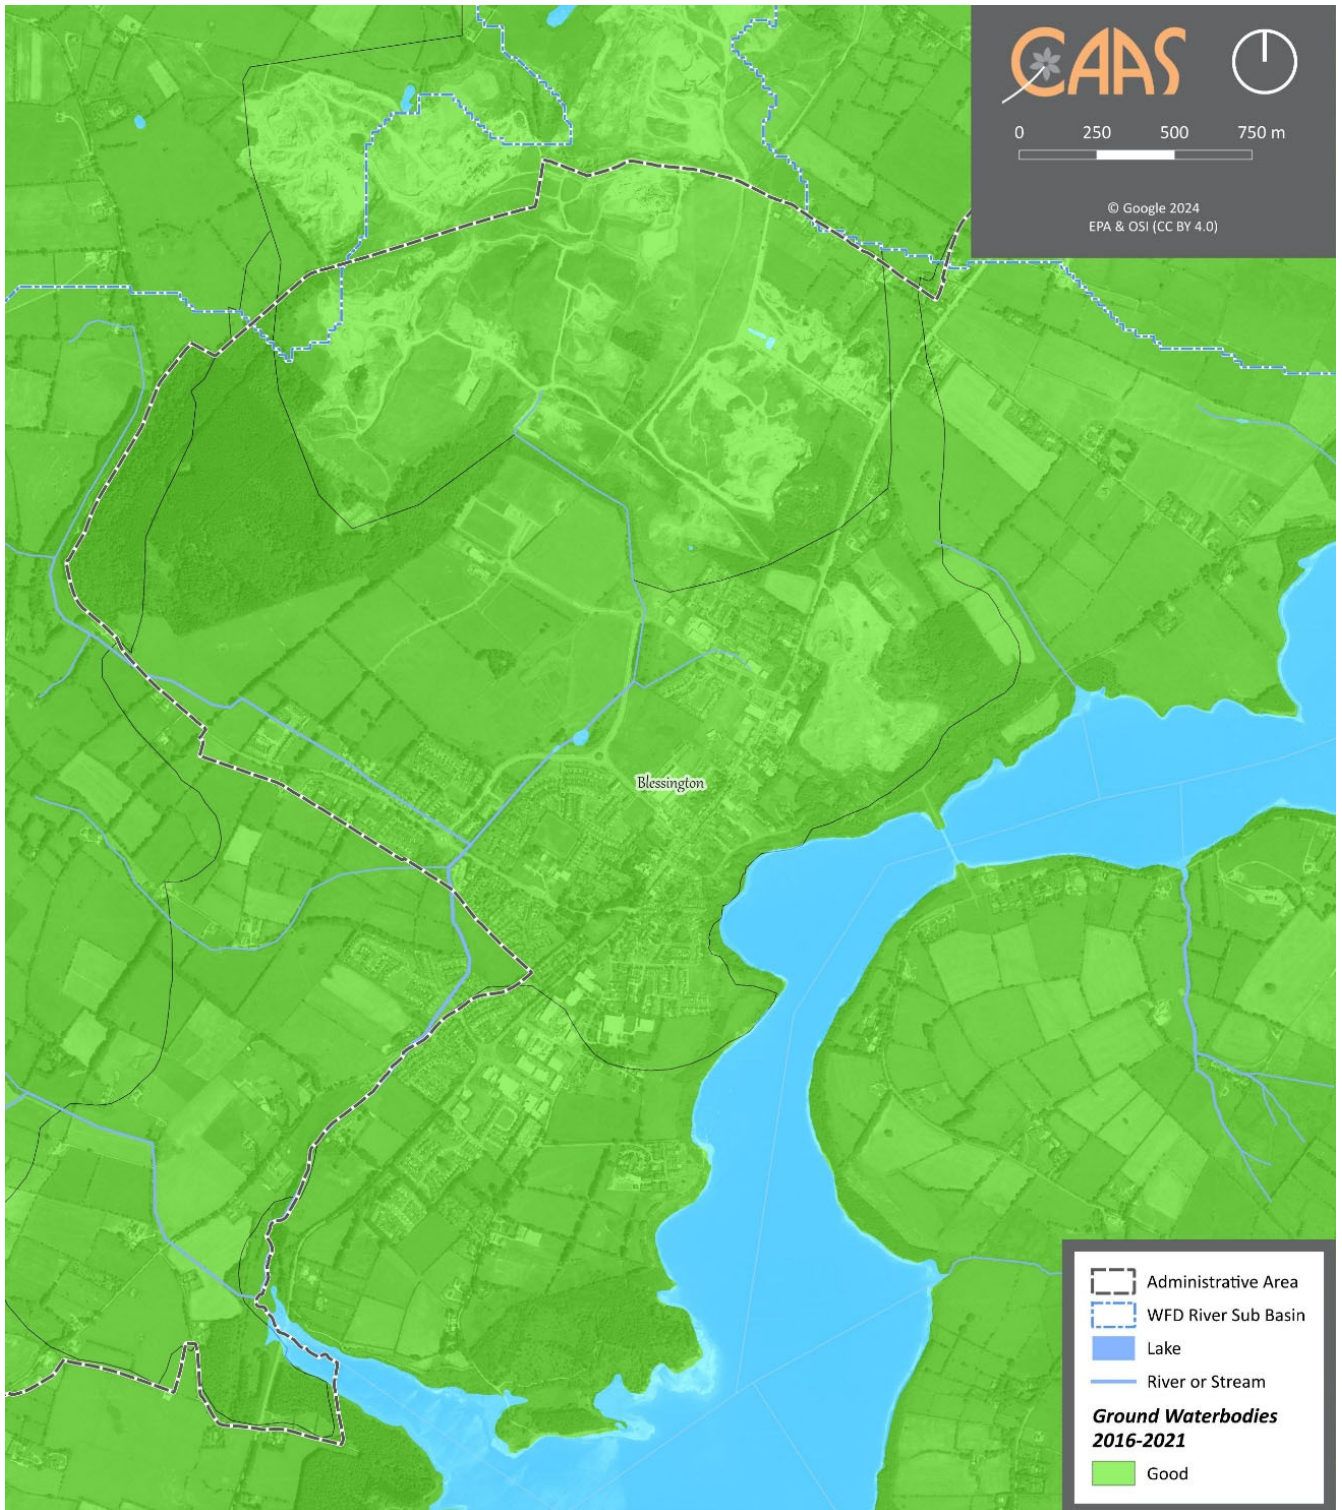 CAAS
0 250 500 750 m
© Google 2024
EPA & OSI (CC BY 4.0)
Blessington
Administrative Area
WFD River Sub Basin
Lake
River or Stream
Ground Waterbodies
2016-2021
Good